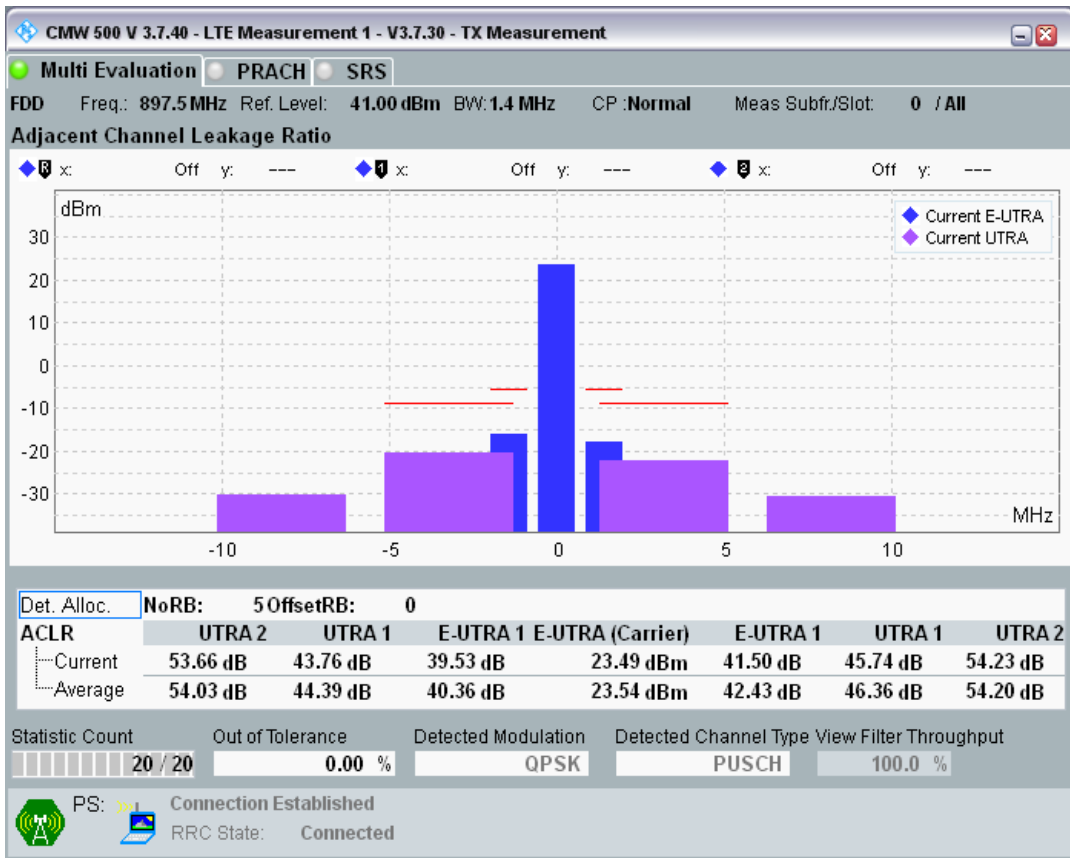 CMW 500 V 3.7.40 - LTE Measurement 1 - V3.7.30 - TX Measurement
Multi Evaluation PRACH SRS
FDD Freq.: 897.5 MHz Ref. Level: 41.00 dBm BW: 1.4 MHz CP :Normal Meas Subfr./Slot: 0 / All
Adjacent Channel Leakage Ratio
R x: Off y: --- 1 x: Off y: --- 2 x: Off y: ---
dBm
Current E-UTRA
Current UTRA
30
20
10
0
-10
-20
-30
MHz
-10 -5 0 5 10
Det. Alloc. NoRB: 5 OffsetRB: 0
ACLR UTRA 2 UTRA 1 E-UTRA 1 E-UTRA (Carrier) E-UTRA 1 UTRA 1 UTRA 2
Current 53.66 dB 43.76 dB 39.53 dB 23.49 dBm 41.50 dB 45.74 dB 54.23 dB
Average 54.03 dB 44.39 dB 40.36 dB 23.54 dBm 42.43 dB 46.36 dB 54.20 dB
Statistic Count Out of Tolerance Detected Modulation Detected Channel Type View Filter Throughput
20 / 20 0.00 % QPSK PUSCH 100.0 %
PS: Connection Established
RRC State: Connected